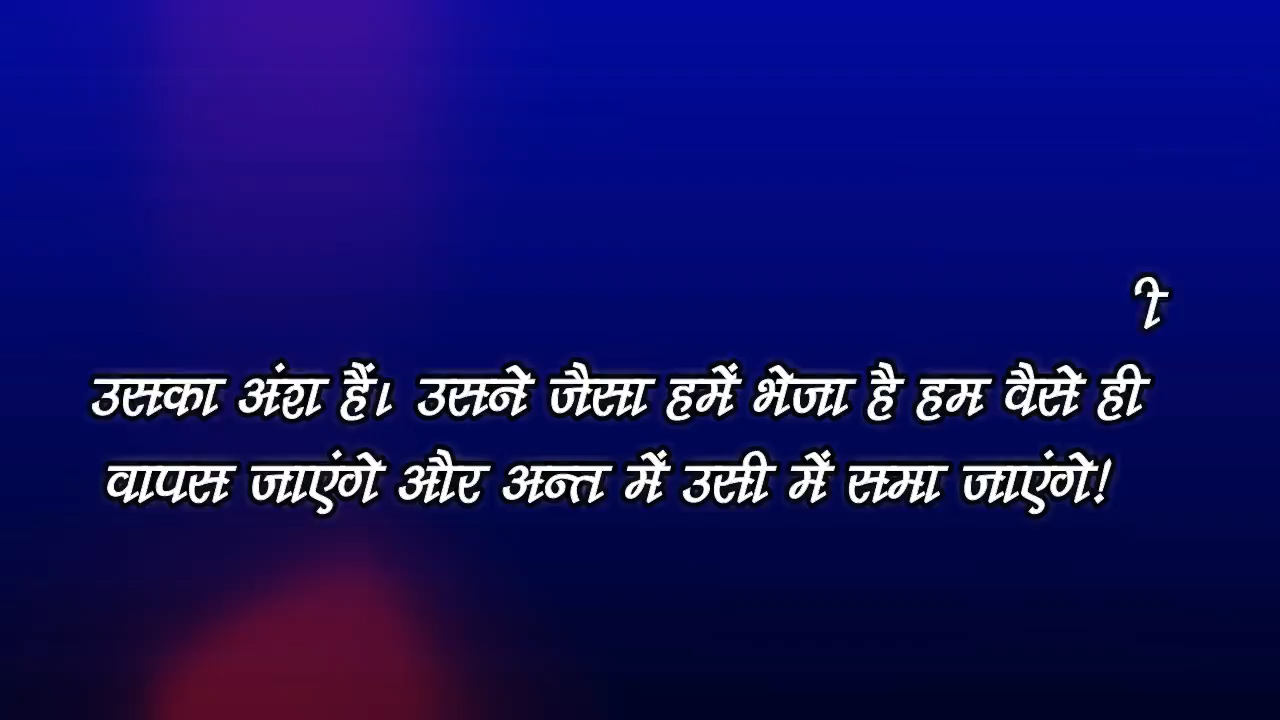 ी
उसका अंश हैं। उसने जैसा हमें भेजा है हम वैसे ही
वापस जाएंगे और अन्त में उसी में समा जाएंगे!